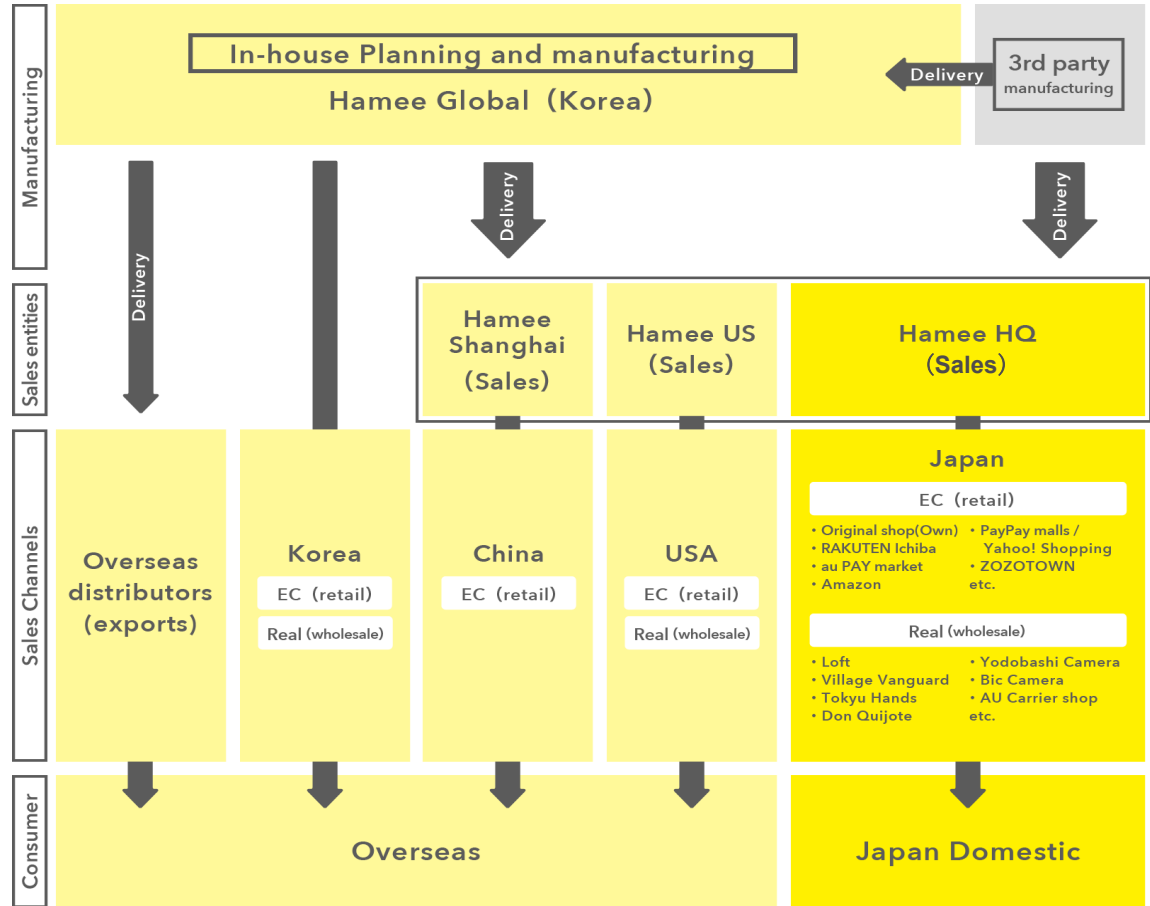 Manufacturing
In-house Planning and manufacturing
Hamee Global（Korea）
Delivery
3rd party
manufacturing
Delivery
Delivery
Delivery
Sales entities
Hamee
Shanghai
（Sales）
Hamee US
（Sales）
Hamee HQ
（Sales）
Sales Channels
Overseas
distributors
(exports)
Korea
EC（retail）
Real（wholesale）
China
EC（retail）
USA
EC（retail）
Real（wholesale）
Japan
EC（retail）
・Original shop(Own)
・RAKUTEN Ichiba
・au PAY market
・Amazon
・PayPay malls /
Yahoo! Shopping
・ZOZOTOWN
etc.
Real（wholesale）
・Loft
・Village Vanguard
・Tokyu Hands
・Don Quijote
・Yodobashi Camera
・Bic Camera
・AU Carrier shop
etc.
Consumer
Overseas
Japan Domestic